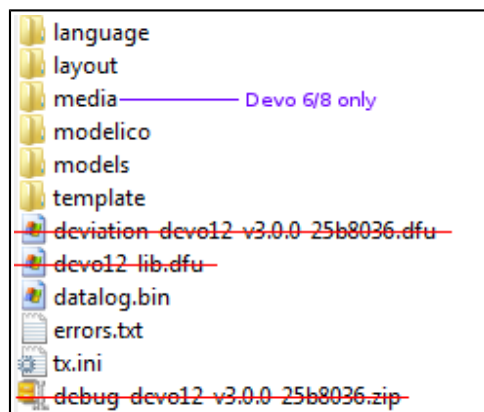 language
layout
media Devo 6/8 only
modelico
models
template
deviation-devo12-v3.0.0-25b8036.dfu
devo12-lib.dfu
datalog.bin
errors.txt
tx.ini
debug-devo12-v3.0.0-25b8036.zip